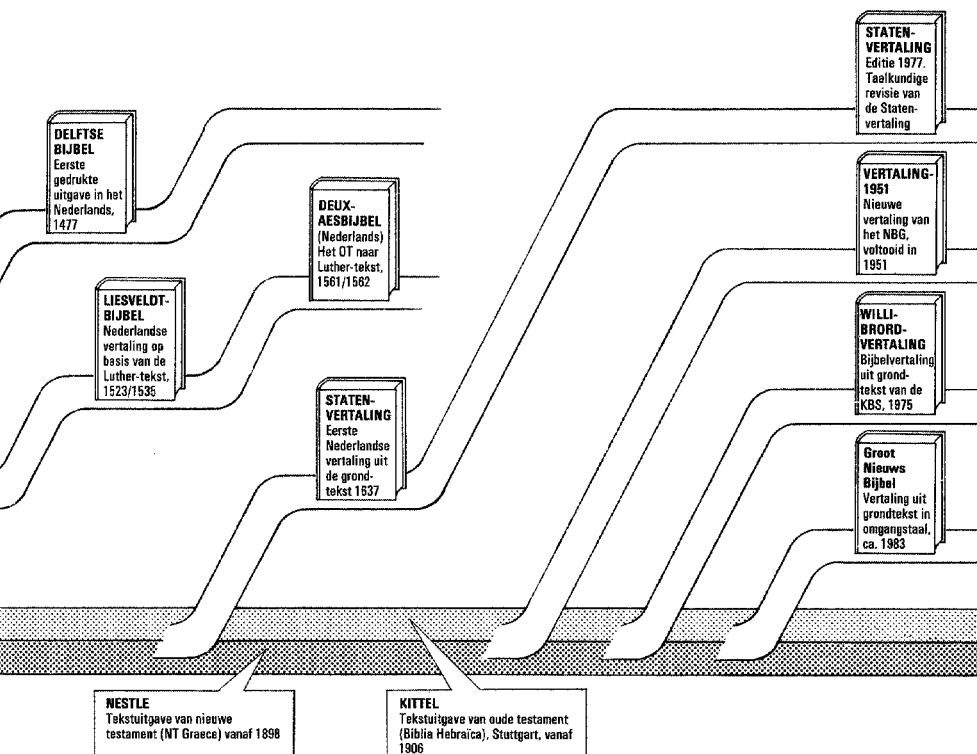 DELFTSE
BIJBEL
Eerste
gedrukte
uitgave in het
Nederlands,
1477
LIESVELDT-
BIJBEL
Nederlandse
vertaling op
basis van de
Luther-tekst,
1523/1535
DEUX-
AESBIJBEL
(Nederlands)
Het OT naar
Luther-tekst,
1561/1562
STATEN-
VERTALING
Eerste
Nederlandse
vertaling uit
de grond-
tekst 1637
STATEN-
VERTALING
Editie 1977.
Taalkundige
revisie van
de Staten-
vertaling
VERTALING-
1951
Nieuwe
vertaling van
het NBG,
voltooid in
1951
WILLI-
BRORD-
VERTALING
Bijbelvertaling
uit grond-
tekst van de
KBS, 1975
Groot
Nieuws
Bijbel
Vertaling uit
grondtekst in
omgangstaal,
ca. 1983
NESTLE
Tekstuitgave van nieuwe
testament (NT Graece) vanaf 1898
KITTEL
Tekstuitgave van oude testament
(Biblia Hebraïca), Stuttgart, vanaf
1906